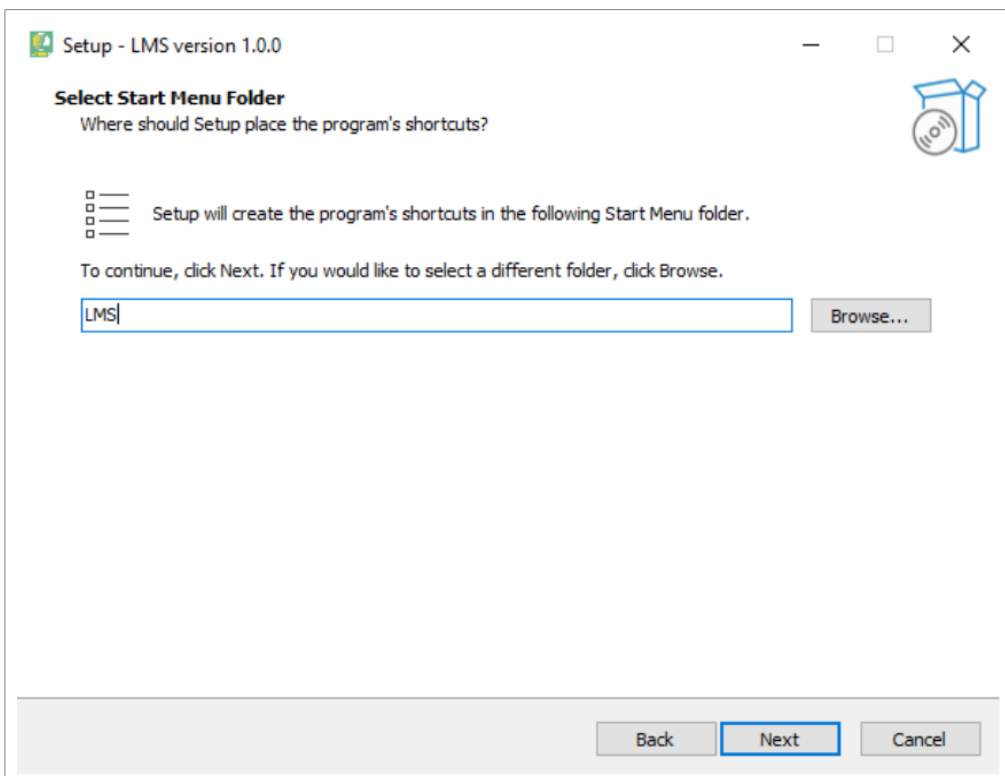 Setup - LMS version 1.0.0
Select Start Menu Folder
Where should Setup place the program's shortcuts?
Setup will create the program's shortcuts in the following Start Menu folder.
To continue, click Next. If you would like to select a different folder, click Browse.
LMS
Browse...
Back
Next
Cancel